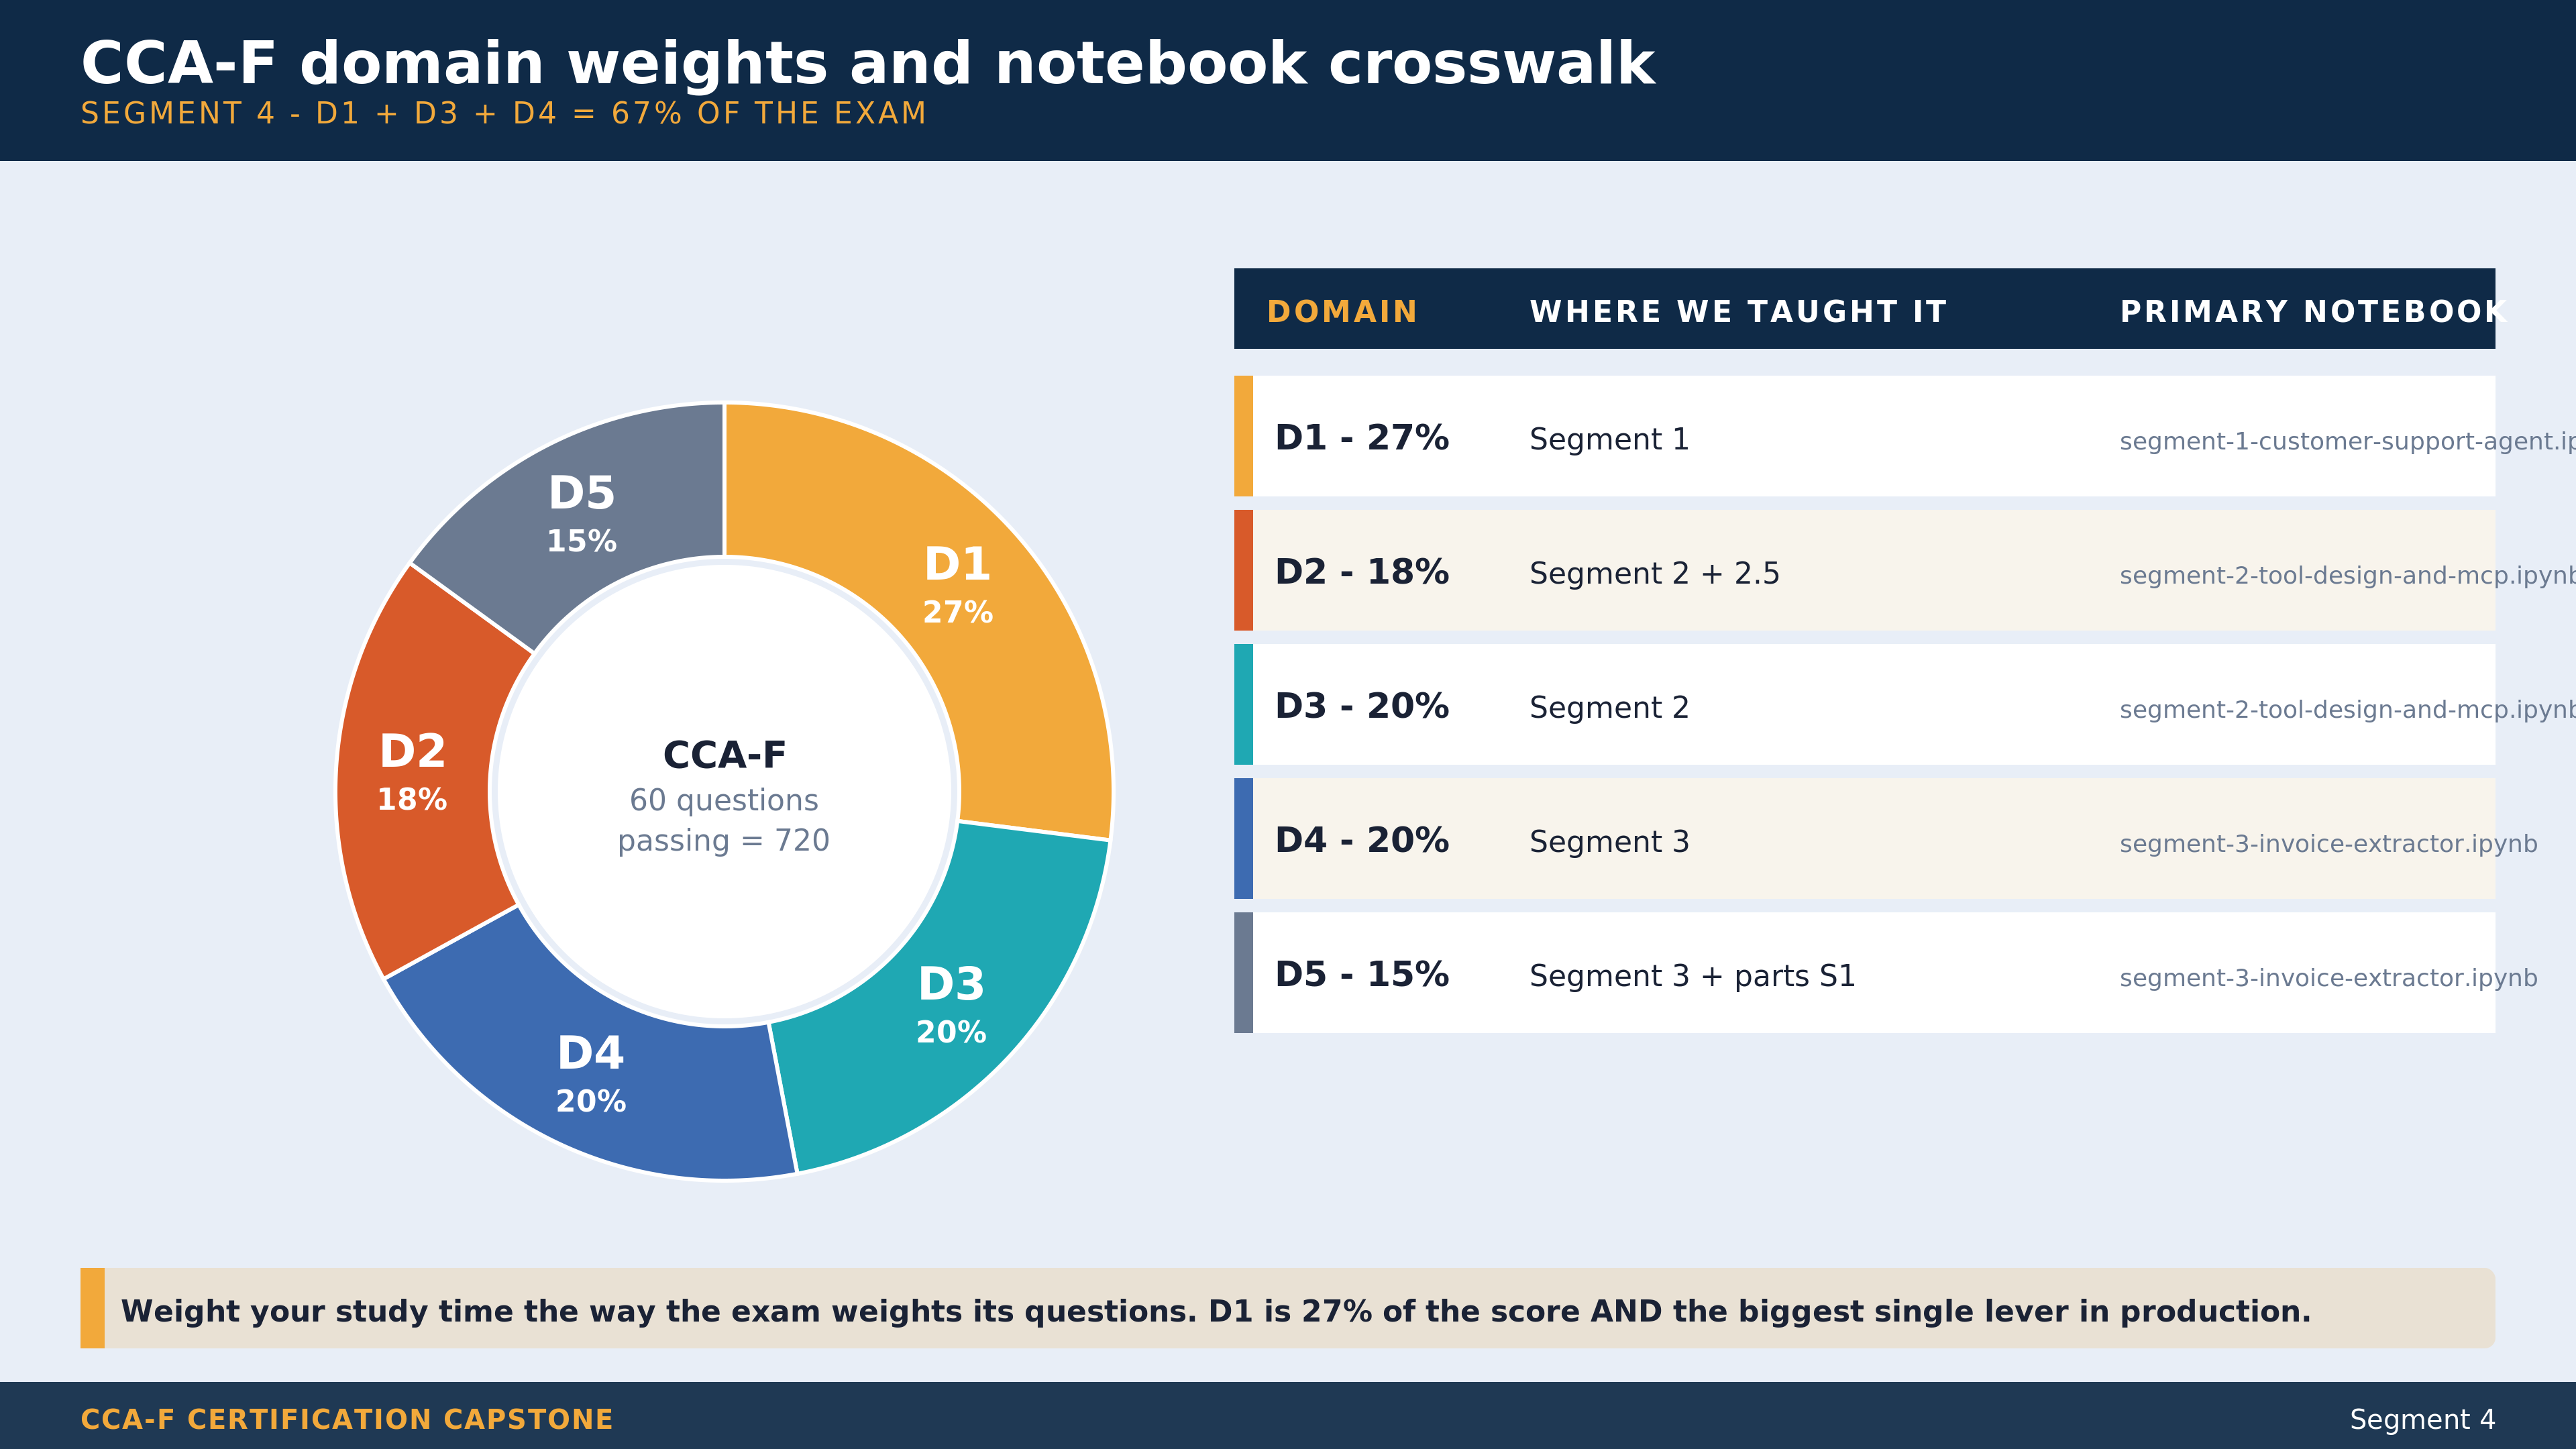 CCA-F domain weights and notebook crosswalk
SEGMENT 4 - D1 + D3 + D4 = 67% OF THE EXAM
D5
15%
D1
27%
D2
18%
CCA-F
60 questions
passing = 720
D3
20%
D4
20%
DOMAIN WHERE WE TAUGHT IT PRIMARY NOTEBOOK
D1 - 27% Segment 1 segment-1-customer-support-agent.ip
D2 - 18% Segment 2 + 2.5 segment-2-tool-design-and-mcp.ipynb
D3 - 20% Segment 2 segment-2-tool-design-and-mcp.ipynb
D4 - 20% Segment 3 segment-3-invoice-extractor.ipynb
D5 - 15% Segment 3 + parts S1 segment-3-invoice-extractor.ipynb
Weight your study time the way the exam weights its questions. D1 is 27% of the score AND the biggest single lever in production.
CCA-F CERTIFICATION CAPSTONE
Segment 4